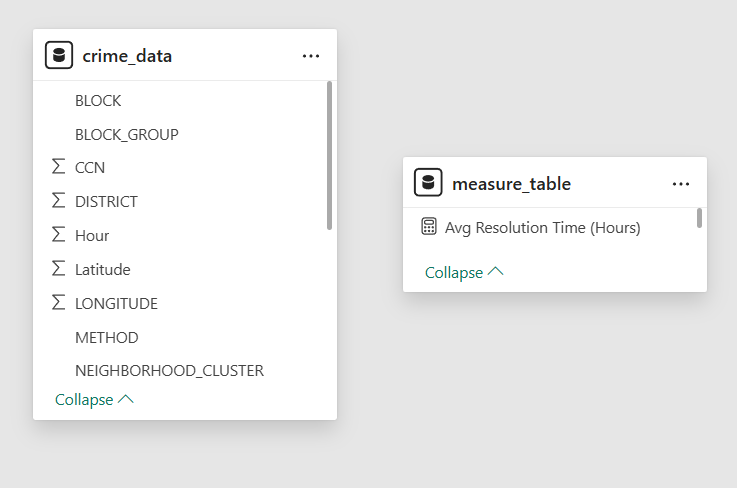 crime_data
BLOCK
BLOCK_GROUP
CCN
DISTRICT
Hour
Latitude
LONGITUDE
METHOD
NEIGHBORHOOD_CLUSTER
Collapse
measure_table
Avg Resolution Time (Hours)
Collapse